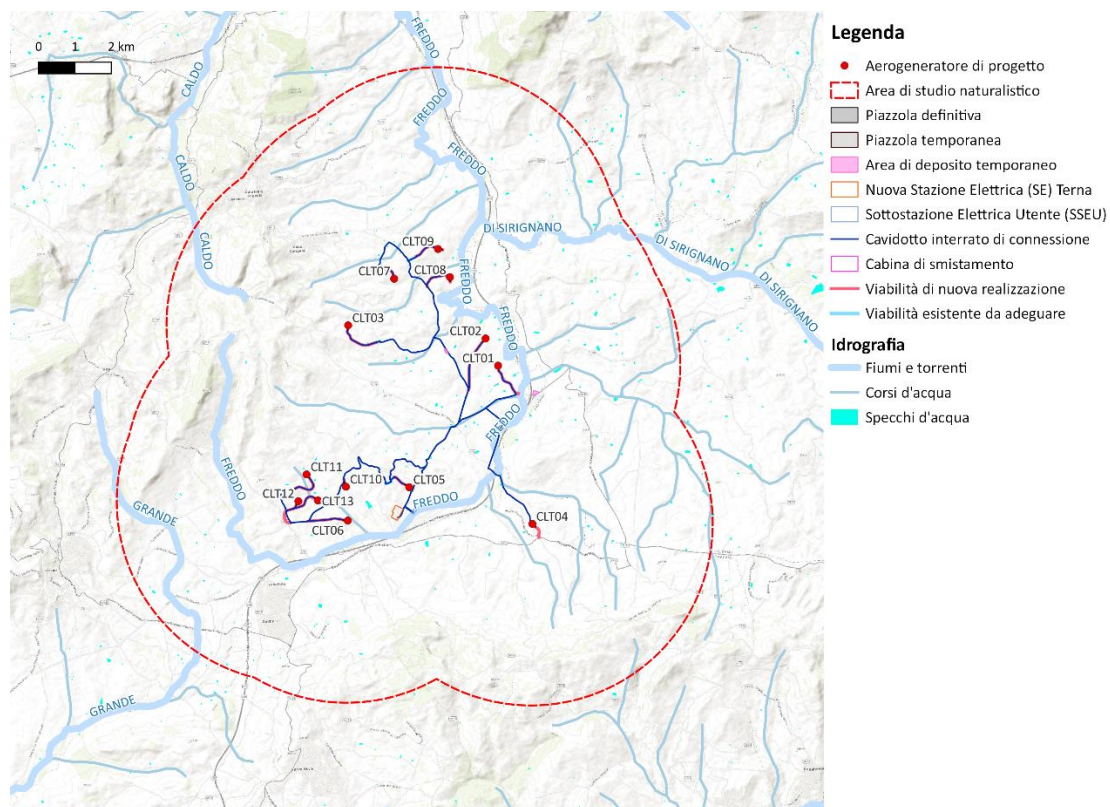 0 1 2 km
FREDDO
CALDO
FREDDO
FREDDO
CALDO
FREDDO
CALDO
DI SIRIGNANO
DI SIRIGNANO
DI SIRIGNANO
CLT09
CLT07
CLT08
FREDDO
CLT03
CLT02
FREDDO
CLT01
FREDDO
FREDDO
CLT11
CLT10
CLT05
CLT12
CLT13
FREDDO
CLT06
CLT04
GRANDE
GRANDE
Legenda
Aerogeneratore di progetto
Area di studio naturalistico
Piazzola definitiva
Piazzola temporanea
Area di deposito temporaneo
Nuova Stazione Elettrica (SE) Terna
Sottostazione Elettrica Utente (SSEU)
Cavidotto interrato di connessione
Cabina di smistamento
Viabilità di nuova realizzazione
Viabilità esistente da adeguare
Idrografia
Fiumi e torrenti
Corsi d'acqua
Specchi d'acqua